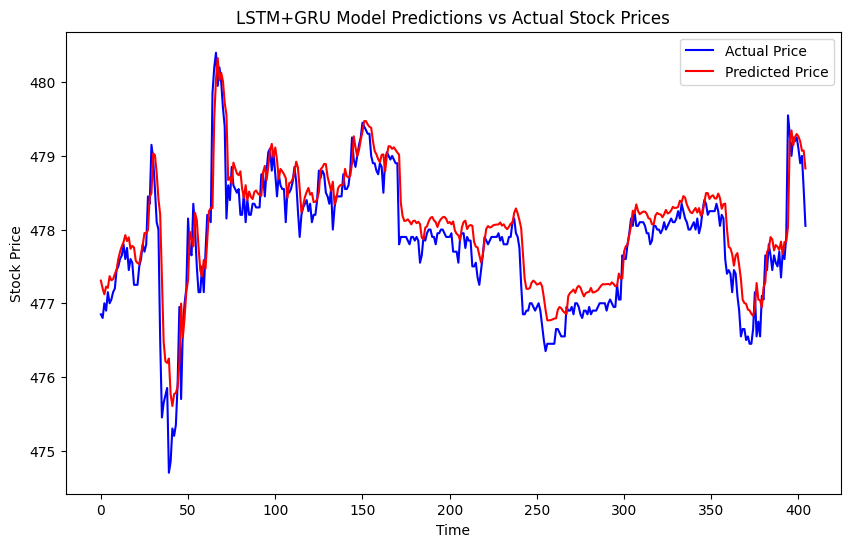 LSTM+GRU Model Predictions vs Actual Stock Prices
Actual Price
Predicted Price
Stock Price
480
479
478
477
476
475
0 50 100 150 200 250 300 350 400
Time